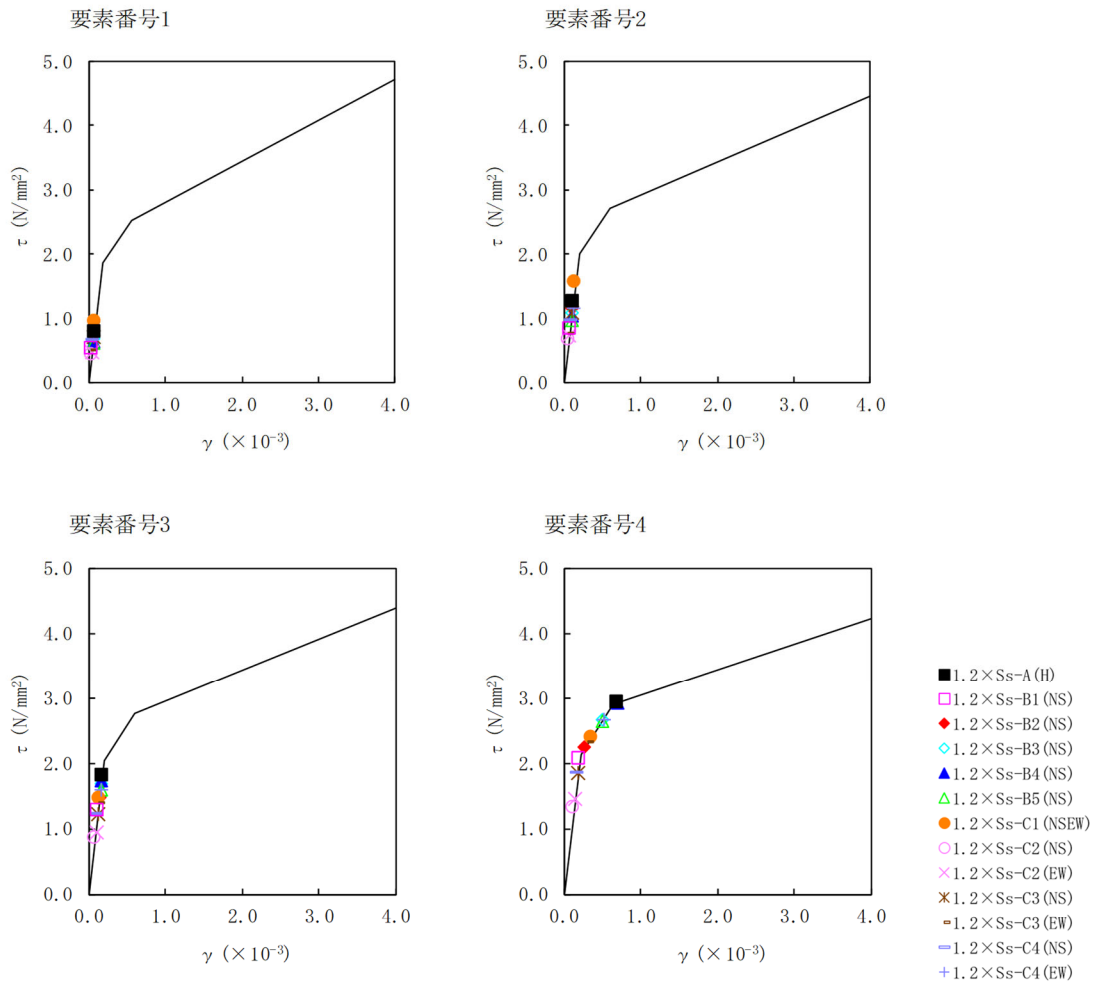 要素番号1
5.0
4.0
3.0
2.0
1.0
0.0
τ (N/mm²)
0.0 1.0 2.0 3.0 4.0
γ (×10⁻³)
要素番号2
5.0
4.0
3.0
2.0
1.0
0.0
τ (N/mm²)
0.0 1.0 2.0 3.0 4.0
γ (×10⁻³)
要素番号3
5.0
4.0
3.0
2.0
1.0
0.0
τ (N/mm²)
0.0 1.0 2.0 3.0 4.0
γ (×10⁻³)
要素番号4
5.0
4.0
3.0
2.0
1.0
0.0
τ (N/mm²)
0.0 1.0 2.0 3.0 4.0
γ (×10⁻³)
1.2×Ss-A(H)
1.2×Ss-B1(NS)
1.2×Ss-B2(NS)
1.2×Ss-B3(NS)
1.2×Ss-B4(NS)
1.2×Ss-B5(NS)
1.2×Ss-C1(NSEW)
1.2×Ss-C2(NS)
1.2×Ss-C2(EW)
1.2×Ss-C3(NS)
1.2×Ss-C3(EW)
1.2×Ss-C4(NS)
1.2×Ss-C4(EW)